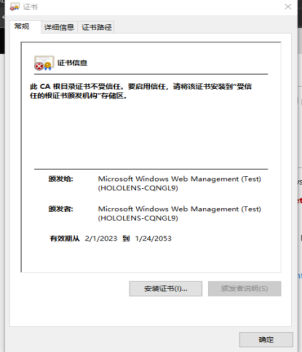 证书
常规 详细信息 证书路径
证书信息
此 CA 根目录证书不受信任。要启用信任，请将该证书安装到“受信
任的根证书颁发机构”存储区。
颁发给: Microsoft Windows Web Management (Test)
(HOLOLENS-CQNGL9)
颁发者: Microsoft Windows Web Management (Test)
(HOLOLENS-CQNGL9)
有效期从 2/1/2023 到 1/24/2053
安装证书(I)... 颁发者说明(S)
确定